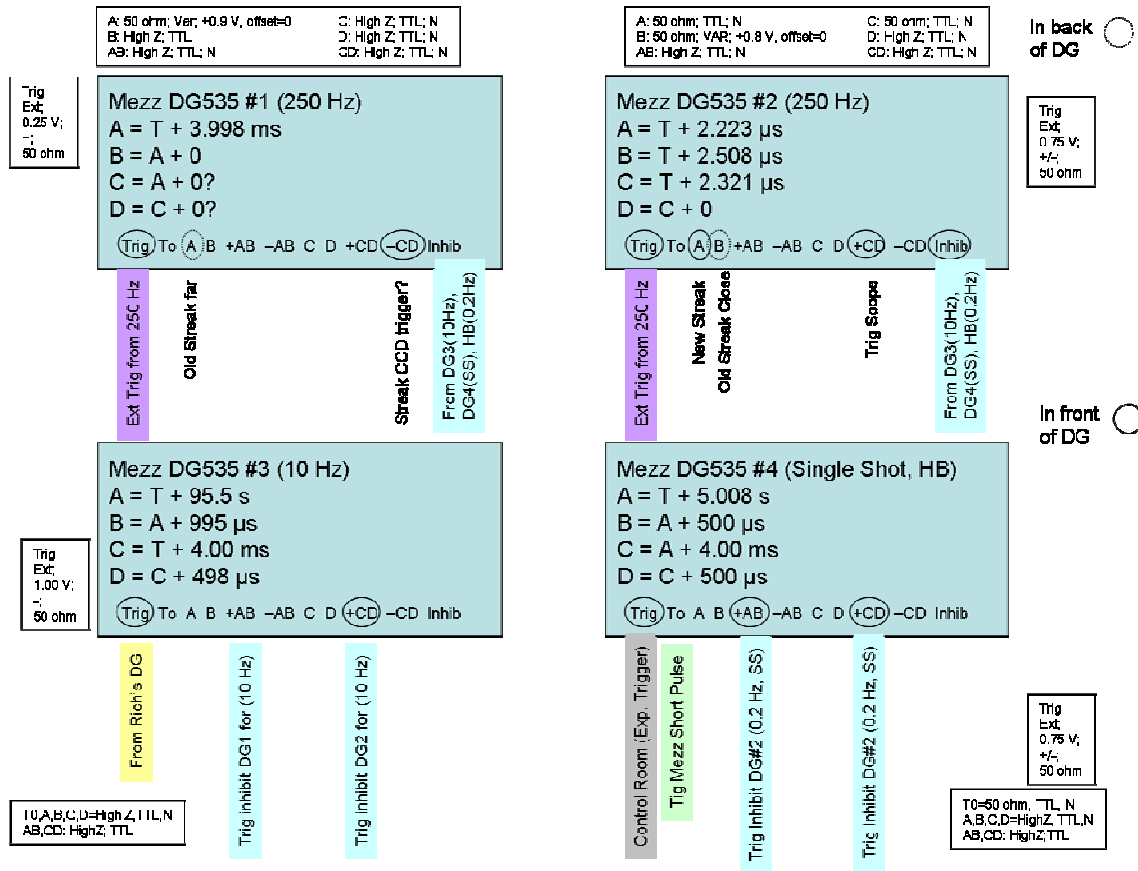 A: 50 ohm; Var; +0.9 V, offset=0
B: High Z; TTL
AB: High Z; TTL; N
C: High Z; TTL; N
D: High Z; TTL; N
CD: High Z; TTL; N
A: 50 ohm; TTL; N
B: 50 ohm; VAR; +0.8 V, offset=0
AB: High Z; TTL; N
C: 50 ohm; TTL; N
D: High Z; TTL; N
CD: High Z; TTL; N
In back
of DG
Trig
Ext;
0.25 V;
–;
50 ohm
Mezz DG535 #1 (250 Hz)
A = T + 3.998 ms
B = A + 0
C = A + 0?
D = C + 0?
Trig To A B +AB –AB C D +CD –CD Inhib
Mezz DG535 #2 (250 Hz)
A = T + 2.223 µs
B = T + 2.508 µs
C = T + 2.321 µs
D = C + 0
Trig To A B +AB –AB C D +CD –CD Inhib
Trig
Ext;
0.75 V;
+/-;
50 ohm
Ext Trig from 250 Hz
Old Streak far
Streak CCD trigger?
From DG3(10Hz),
DG4(SS), HB(0.2Hz)
Ext Trig from 250 Hz
New Streak
Old Streak Close
Trig Scope
From DG3(10Hz),
DG4(SS), HB(0.2Hz)
In front
of DG
Trig
Ext;
1.00 V;
-;
50 ohm
Mezz DG535 #3 (10 Hz)
A = T + 95.5 s
B = A + 995 µs
C = T + 4.00 ms
D = C + 498 µs
Trig To A B +AB –AB C D +CD –CD Inhib
Mezz DG535 #4 (Single Shot, HB)
A = T + 5.008 s
B = A + 500 µs
C = A + 4.00 ms
D = C + 500 µs
Trig To A B +AB –AB C D +CD –CD Inhib
From Rich's DG
Trig inhibit DG1 for (10 Hz)
Trig inhibit DG2 for (10 Hz)
Control Room (Exp. Trigger)
Tig Mezz Short Pulse
Trig Inhibit DG#2 (0.2 Hz, SS)
Trig Inhibit DG#2 (0.2 Hz, SS)
Trig
Ext;
0.75 V;
+/-;
50 ohm
T0,A,B,C,D=High Z,TTL,N
AB,CD: HighZ; TTL
T0=50 ohm, TTL, N
A,B,C,D=HighZ, TTL,N
AB,CD: HighZ;TTL